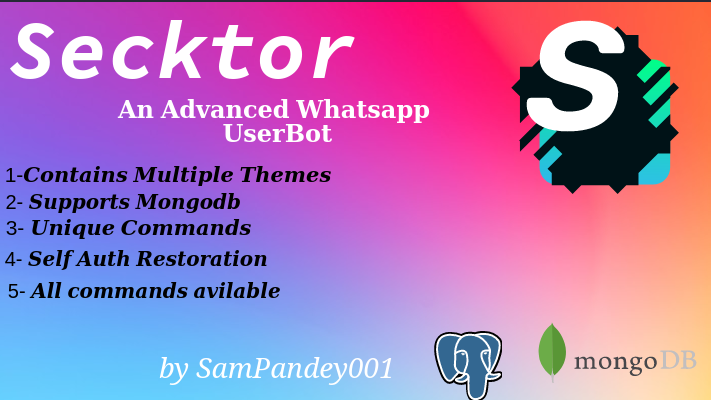 Secktor
S
An Advanced Whatsapp
UserBot
1-Contains Multiple Themes
2- Supports Mongodb
3- Unique Commands
4- Self Auth Restoration
5- All commands avilable
by SamPandey001
mongoDB